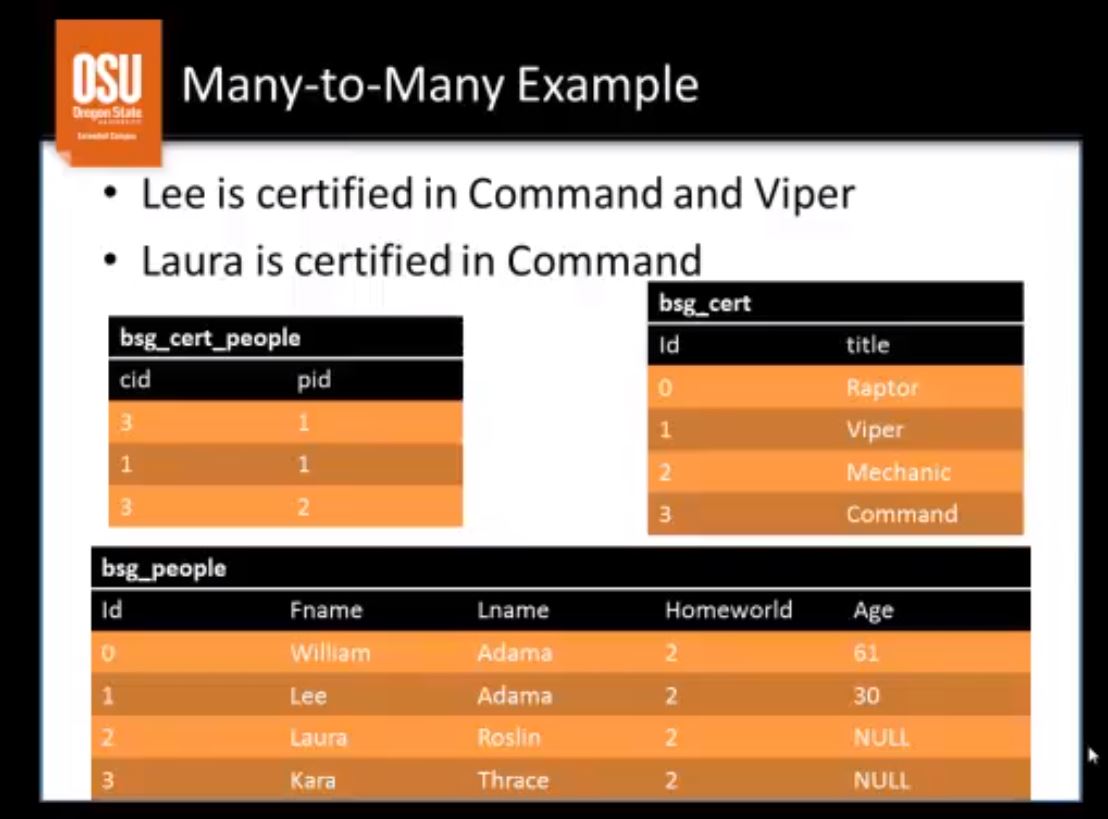 OSU
Oregon State
UNIVERSITY
Extended Campus
Many-to-Many Example
• Lee is certified in Command and Viper
• Laura is certified in Command
bsg_cert_people
cid pid
3 1
1 1
3 2
bsg_cert
Id title
0 Raptor
1 Viper
2 Mechanic
3 Command
bsg_people
Id Fname Lname Homeworld Age
0 William Adama 2 61
1 Lee Adama 2 30
2 Laura Roslin 2 NULL
3 Kara Thrace 2 NULL